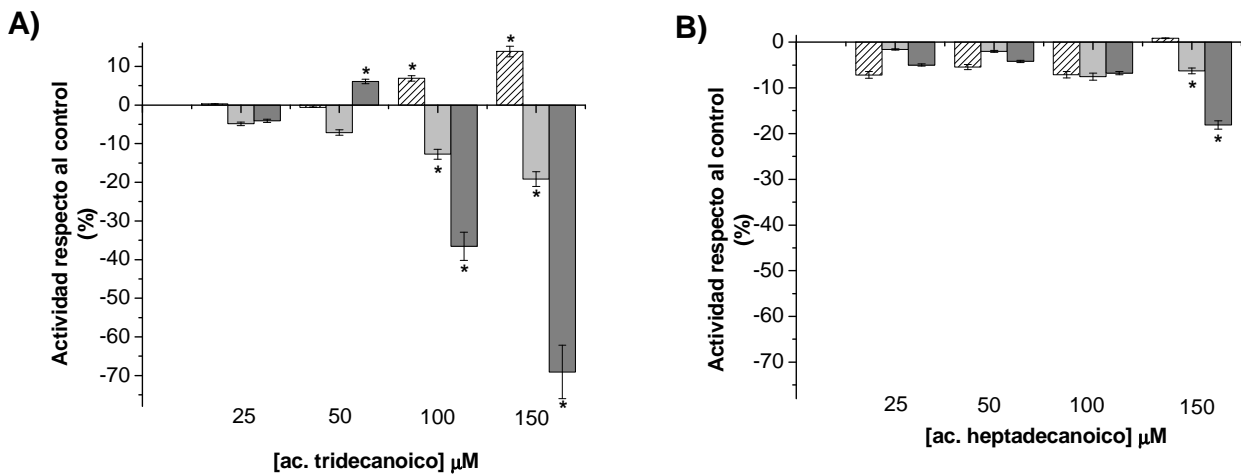 A)
10
0
-10
-20
-30
-40
-50
-60
-70
Actividad respecto al control
(%)
* * *
* *
* *
25 50 100 150
[ac. tridecanoico] μM
B)
0
-10
-20
-30
-40
-50
-60
-70
Actividad respecto al control
(%)
*
*
25 50 100 150
[ac. heptadecanoico] μM